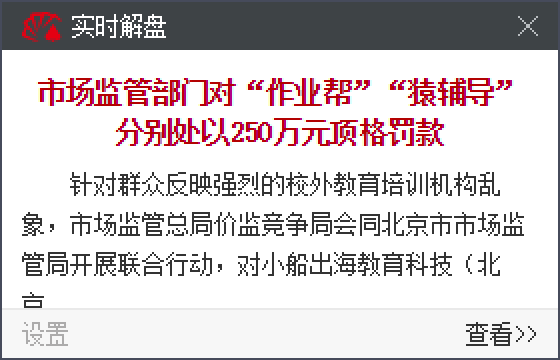 实时解盘
市场监管部门对“作业帮”“猿辅导”
分别处以250万元顶格罚款
针对群众反映强烈的校外教育培训机构乱
象，市场监管总局价监竞争局会同北京市市场监
管局开展联合行动，对小船出海教育科技（北
京
设置
查看>>